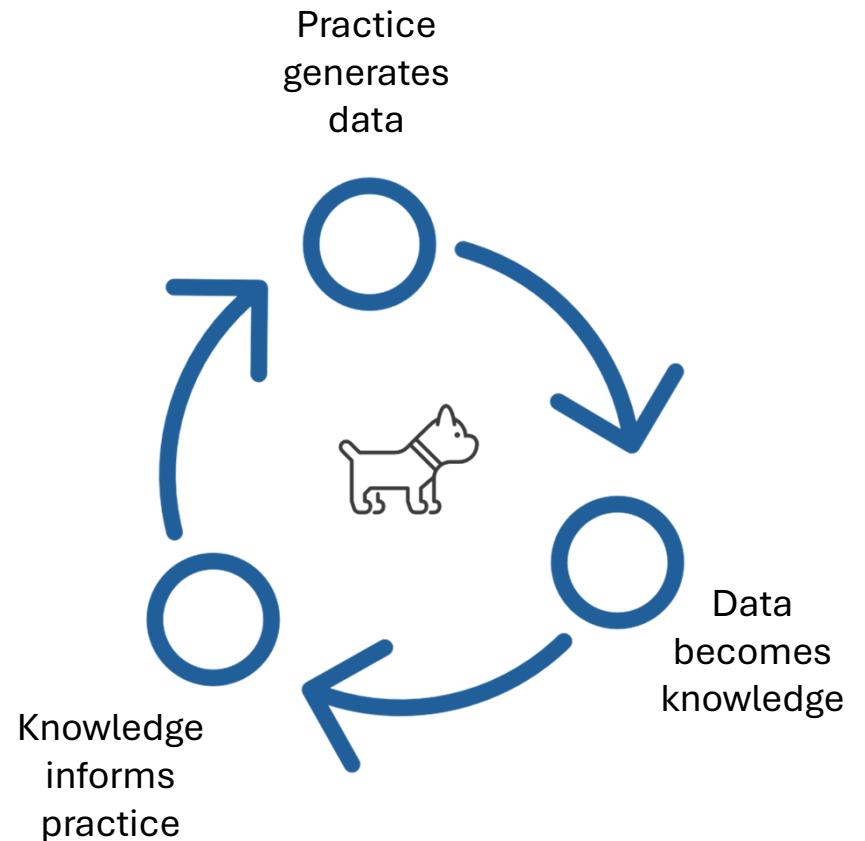 Practice
generates
data
Data
becomes
knowledge
Knowledge
informs
practice